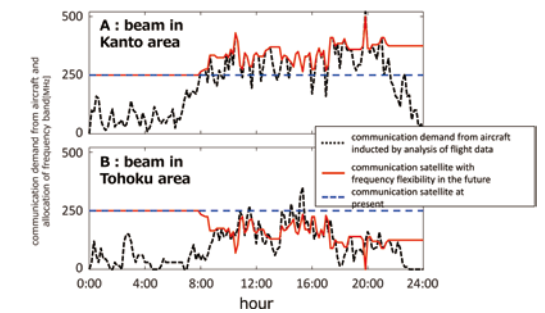 communication demand from aircraft and
allocation of frequency band[MHz]
500
A : beam in
Kanto area
250
0
500
B : beam in
Tohoku area
250
0
communication demand from aircraft
inducted by analysis of flight data
communication satellite with
frequency flexibility in the future
communication satellite at
present
0:00 4:00 8:00 12:00 16:00 20:00 24:00
hour